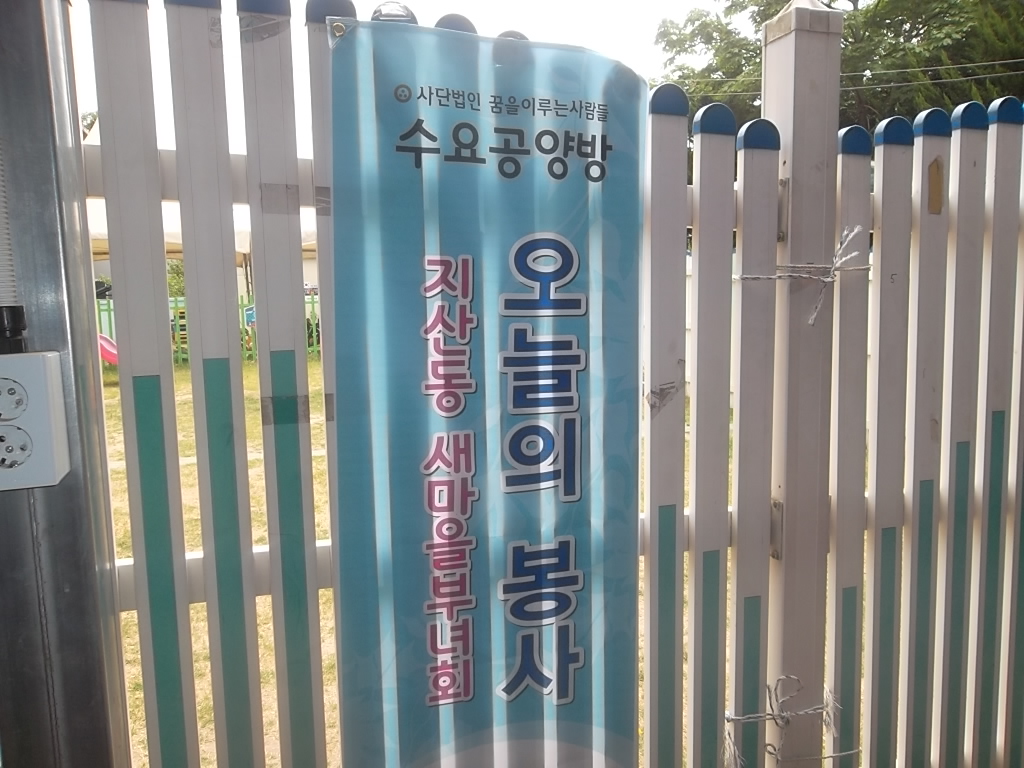 사단법인 꿈을이루는사람들
수요공양방
오늘의 봉사
지산동 새마을부녀회